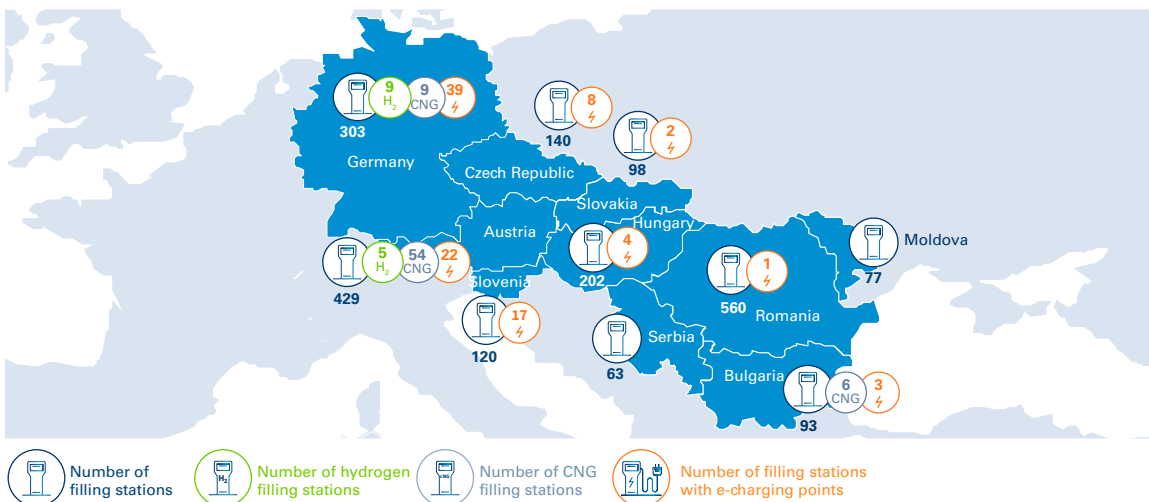 9
H₂
9
CNG
39
303
Germany
8
140
2
98
Czech Republic
Slovakia
Hungary
Austria
4
202
5
H₂
54
CNG
22
429
Slovenia
17
120
Moldova
77
1
560
Romania
Serbia
63
Bulgaria
6
CNG
3
93
Number of
filling stations
H₂
Number of hydrogen
filling stations
CNG
Number of CNG
filling stations
Number of filling stations
with e-charging points